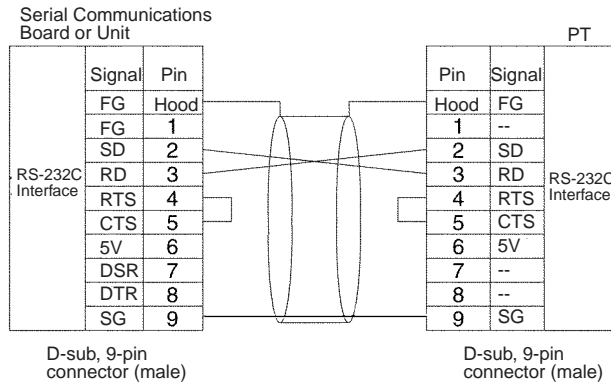 Serial Communications
Board or Unit
PT
Signal Pin
Pin Signal
FG Hood
Hood FG
FG 1
1 --
SD 2
2 SD
RS-232C
Interface
RD 3
3 RD
RS-232C
Interface
RTS 4
4 RTS
CTS 5
5 CTS
5V 6
6 5V
DSR 7
7 --
DTR 8
8 --
SG 9
9 SG
D-sub, 9-pin
connector (male)
D-sub, 9-pin
connector (male)